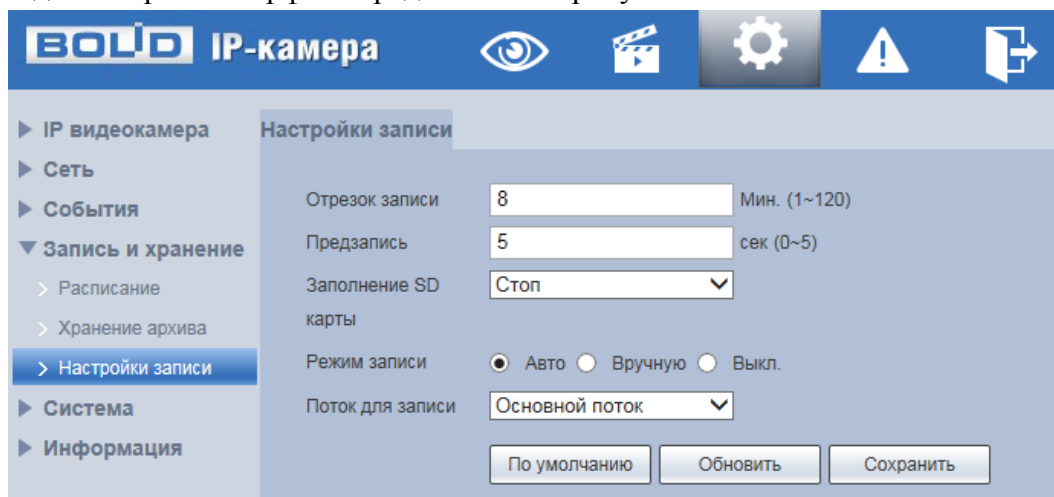 BOLID IP-камера
IP видеокамера
Сеть
События
Запись и хранение
Расписание
Хранение архива
Настройки записи
Система
Информация
Настройки записи
Отрезок записи 8 Мин. (1~120)
Предзапись 5 сек (0~5)
Заполнение SD Стоп
карты
Режим записи Авто Вручную Выкл.
Поток для записи Основной поток
По умолчанию Обновить Сохранить